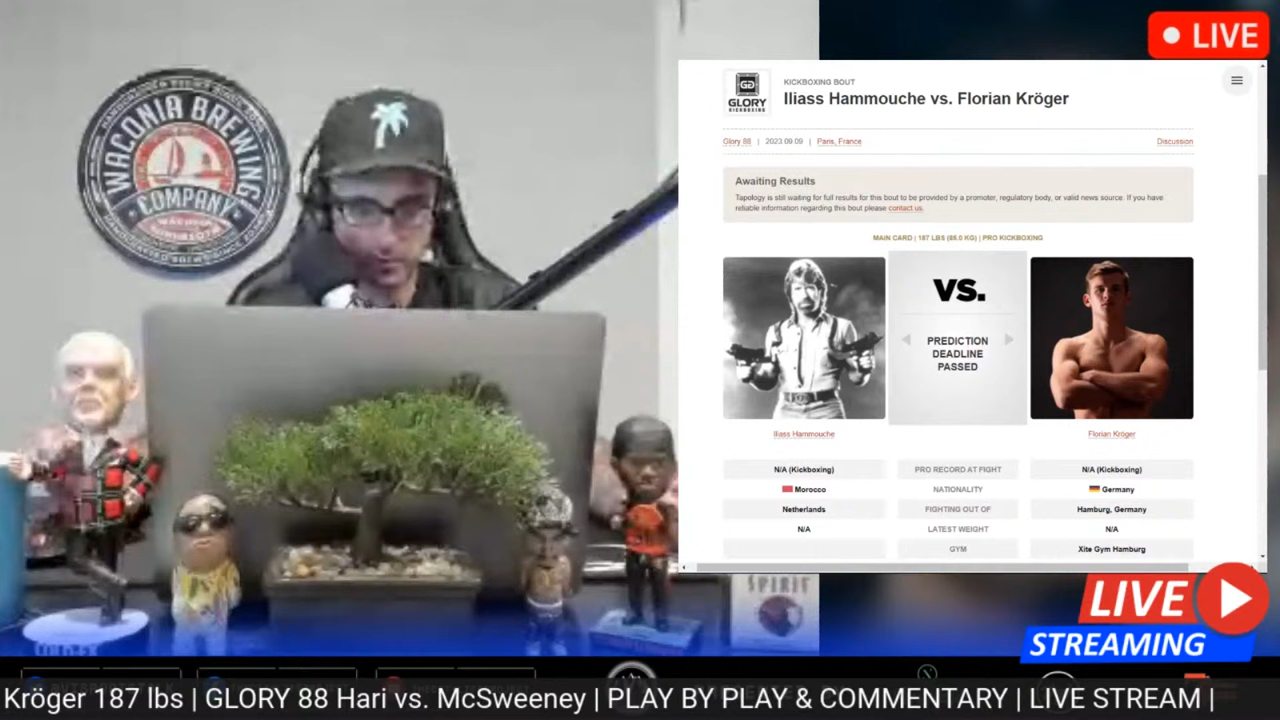 LIVE
WACONIA BREWING
COMPANY
GLORY
KICKBOXING
KICKBOXING BOUT
Iliass Hammouche vs. Florian Kröger
Glory 88 | 2023.09.09 | Paris, France
Discussion
Awaiting Results
Tapology is still waiting for full results for this bout to be provided by a promoter, regulatory body, or valid news source. If you have
reliable information regarding this bout please contact us.
MAIN CARD | 187 LBS (85.0 KG) | PRO KICKBOXING
VS.
PREDICTION
DEADLINE
PASSED
Iliass Hammouche
Florian Kröger
N/A (Kickboxing) PRO RECORD AT FIGHT N/A (Kickboxing)
Morocco NATIONALITY Germany
Netherlands FIGHTING OUT OF Hamburg, Germany
N/A LATEST WEIGHT N/A
GYM Xite Gym Hamburg
SPIRIT
LIVE
STREAMING
Kröger 187 lbs | GLORY 88 Hari vs. McSweeney | PLAY BY PLAY & COMMENTARY | LIVE STREAM |